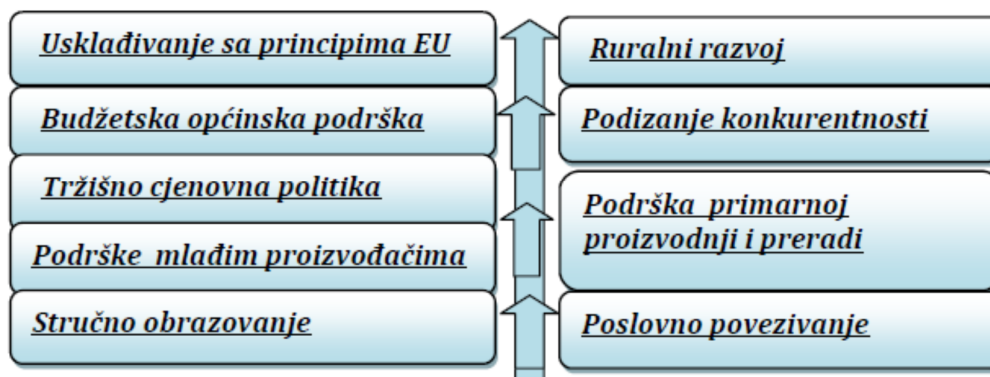 Usklađivanje sa principima EU
Budžetska općinska podrška
Tržišno cjenovna politika
Podrške mlađim proizvođačima
Stručno obrazovanje
Ruralni razvoj
Podizanje konkurentnosti
Podrška primarnoj
proizvodnji i preradi
Poslovno povezivanje